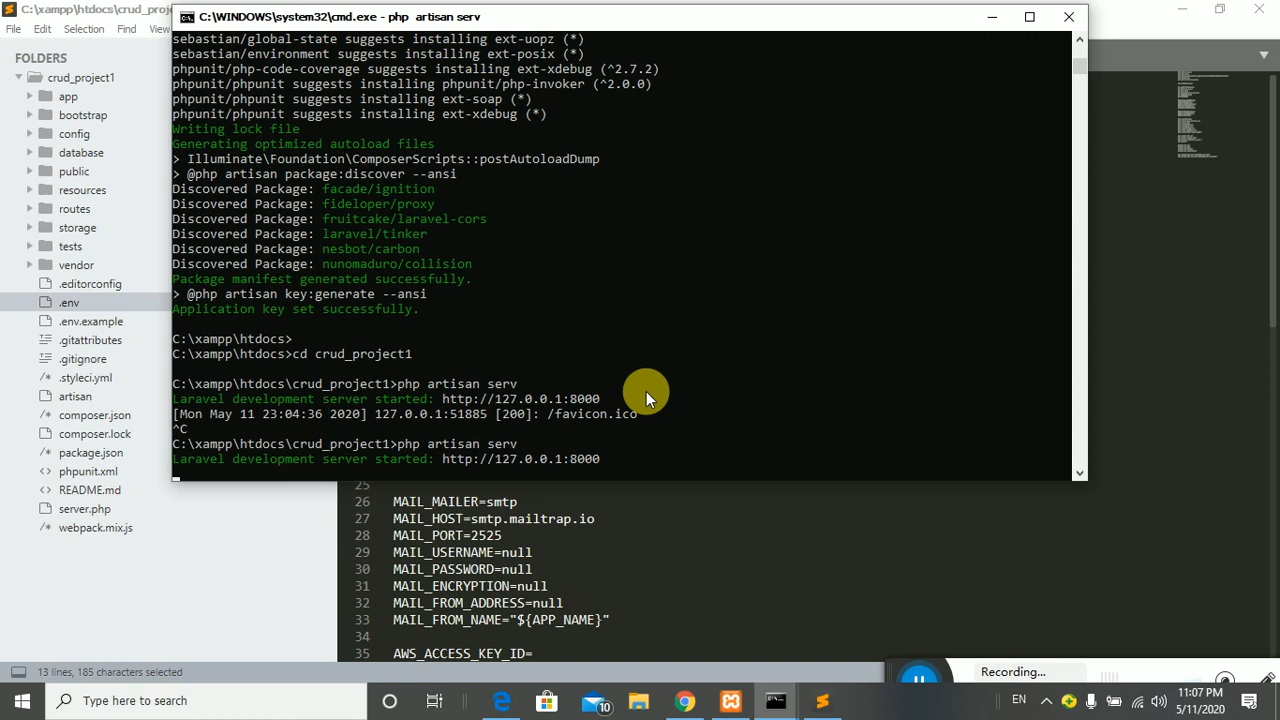 C:\xampp\htdocs\crud_proje
File Edit Selection Find View
C:\WINDOWS\system32\cmd.exe - php  artisan serv
FOLDERS
crud_project1
app
bootstrap
config
database
public
resources
routes
storage
tests
vendor
.editorconfig
.env
.env.example
.gitattributes
.gitignore
.styleci.yml
artisan
composer.json
composer.lock
package.json
phpunit.xml
README.md
server.php
webpack.mix.js
sebastian/global-state suggests installing ext-uopz (*)
sebastian/environment suggests installing ext-posix (*)
phpunit/php-code-coverage suggests installing ext-xdebug (^2.7.2)
phpunit/phpunit suggests installing phpunit/php-invoker (^2.0.0)
phpunit/phpunit suggests installing ext-soap (*)
phpunit/phpunit suggests installing ext-xdebug (*)
Writing lock file
Generating optimized autoload files
> Illuminate\Foundation\ComposerScripts::postAutoloadDump
> @php artisan package:discover --ansi
Discovered Package: facade/ignition
Discovered Package: fideloper/proxy
Discovered Package: fruitcake/laravel-cors
Discovered Package: laravel/tinker
Discovered Package: nesbot/carbon
Discovered Package: nunomaduro/collision
Package manifest generated successfully.
> @php artisan key:generate --ansi
Application key set successfully.
C:\xampp\htdocs>
C:\xampp\htdocs>cd crud_project1
C:\xampp\htdocs\crud_project1>php artisan serv
Laravel development server started: http://127.0.0.1:8000
[Mon May 11 23:04:36 2020] 127.0.0.1:51885 [200]: /favicon.ico
^C
C:\xampp\htdocs\crud_project1>php artisan serv
Laravel development server started: http://127.0.0.1:8000
25
26 MAIL_MAILER=smtp
27 MAIL_HOST=smtp.mailtrap.io
28 MAIL_PORT=2525
29 MAIL_USERNAME=null
30 MAIL_PASSWORD=null
31 MAIL_ENCRYPTION=null
32 MAIL_FROM_ADDRESS=null
33 MAIL_FROM_NAME="${APP_NAME}"
34
35 AWS_ACCESS_KEY_ID=
13 lines, 185 characters selected
Recording...
Type here to search
10
EN
11:07 PM
5/11/2020